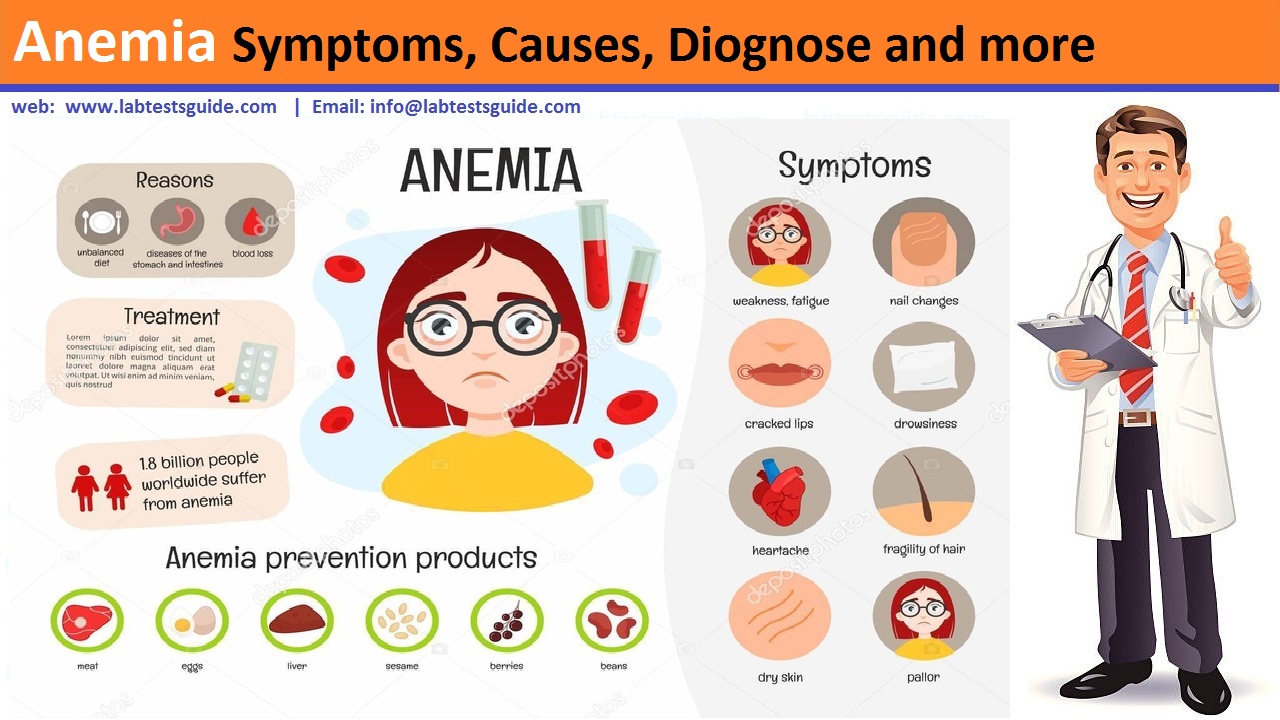 Anemia Symptoms, Causes, Diognose and more
web: www.labtestsguide.com | Email: info@labtestsguide.com
ANEMIA
Reasons
unbalanced
diet
diseases of the
stomach and intestines
blood loss
Treatment
Lorem ipsum dolor sit amet,
consectetuer adipiscing elit, sed diam
nonummy nibh euismod tincidunt ut
laoreet dolore magna aliquam erat
volutpat. Ut wisi enim ad minim veniam,
quis nostrud
1.8 billion people
worldwide suffer
from anemia
Anemia prevention products
meat
eggs
liver
sesame
berries
beans
Symptoms
weakness, fatigue
nail changes
cracked lips
drowsiness
heartache
fragility of hair
dry skin
pallor
depositphotos
depositphotos
depositphotos
depositphotos
depositphotos